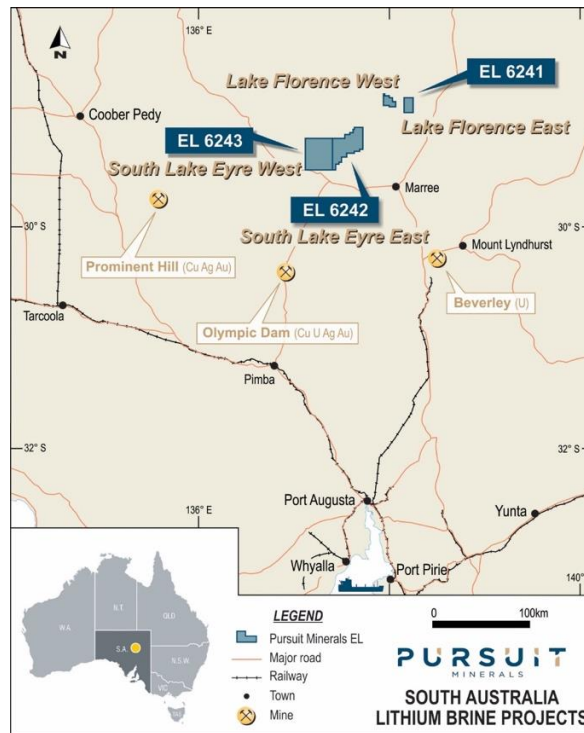 136° E
N
Lake Florence West
EL 6241
Coober Pedy
Lake Florence East
EL 6243
South Lake Eyre West
Marree
EL 6242
30° S
30° S
South Lake Eyre East
Mount Lyndhurst
Prominent Hill (Cu Ag Au)
Beverley (U)
Tarcoola
Olympic Dam (Cu U Ag Au)
Pimba
32° S
32° S
136° E
Port Augusta
Yunta
Whyalla
Port Pirie
140°
LEGEND
Pursuit Minerals EL
Major road
Railway
Town
Mine
0 100km
PURSUIT
MINERALS
SOUTH AUSTRALIA
LITHIUM BRINE PROJECTS
W.A.
N.T.
QLD
S.A.
N.S.W.
VIC
TAS